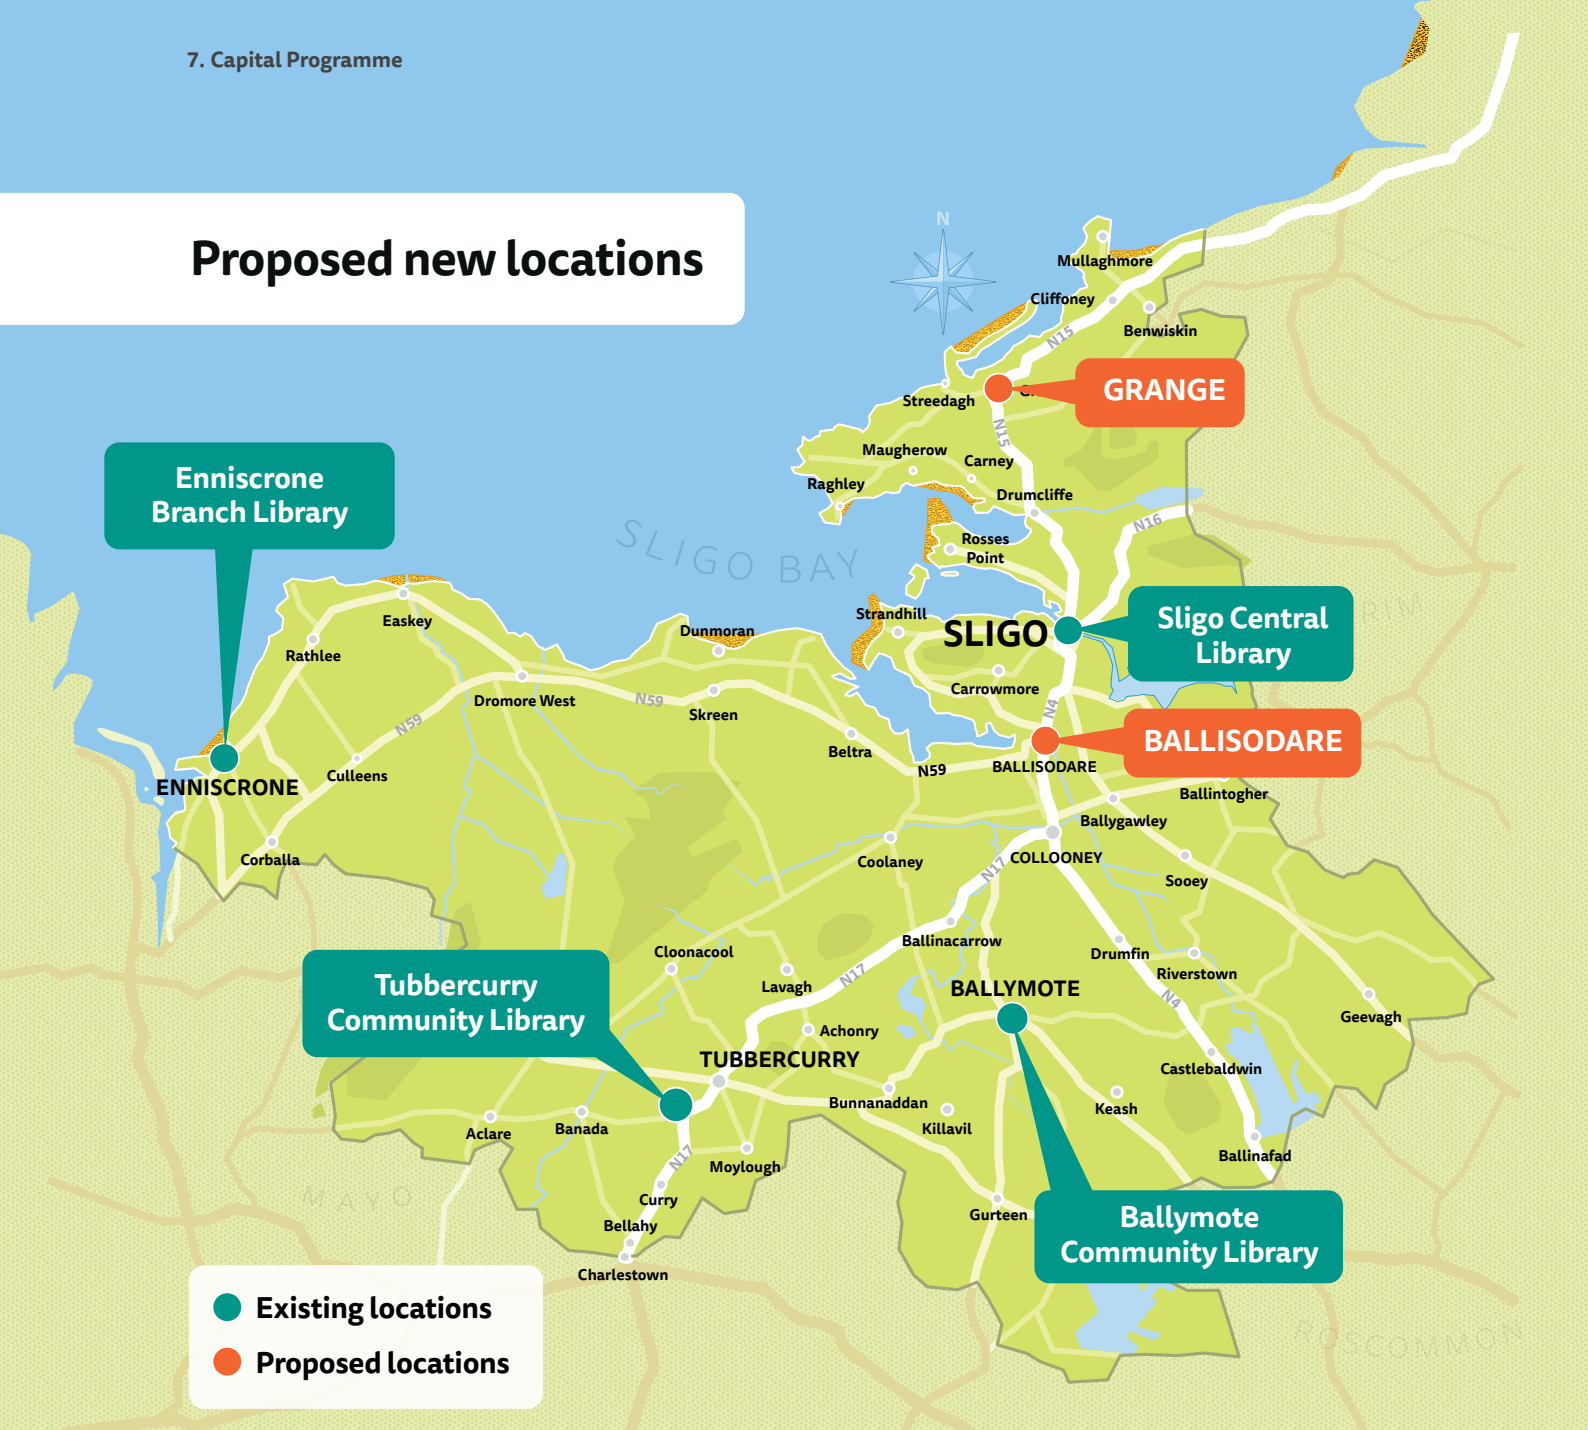 7. Capital Programme
Proposed new locations
N
Mullaghmore
Cliffoney
Benwiskin
N15
GRANGE
Streedagh
N15
Maugherow
Carney
Raghley
Drumcliffe
N16
Enniscrone
Branch Library
SLIGO BAY
Rosses
Point
Strandhill
SLIGO
Sligo Central
Library
Easkey
Rathlee
Dunmoran
Carrowmore
Dromore West
N59
Skreen
N59
N4
Beltra
N59
BALLISODARE
BALLISODARE
ENNISCRONE
Culleens
Ballintogher
Ballygawley
Corballa
Coolaney
COLLOONEY
N17
Sooey
Ballinacarrow
Cloonacool
Drumfin
Riverstown
Lavagh
N17
BALLYMOTE
N4
Geevagh
Tubbercurry
Community Library
Achonry
TUBBERCURRY
Castlebaldwin
Bunnanaddan
Keash
Killavil
Aclare
Banada
Ballinafad
N17
Moylough
MAYO
Curry
Gurteen
Bellahy
Charlestown
Ballymote
Community Library
Existing locations
Proposed locations
ROSCOMMON